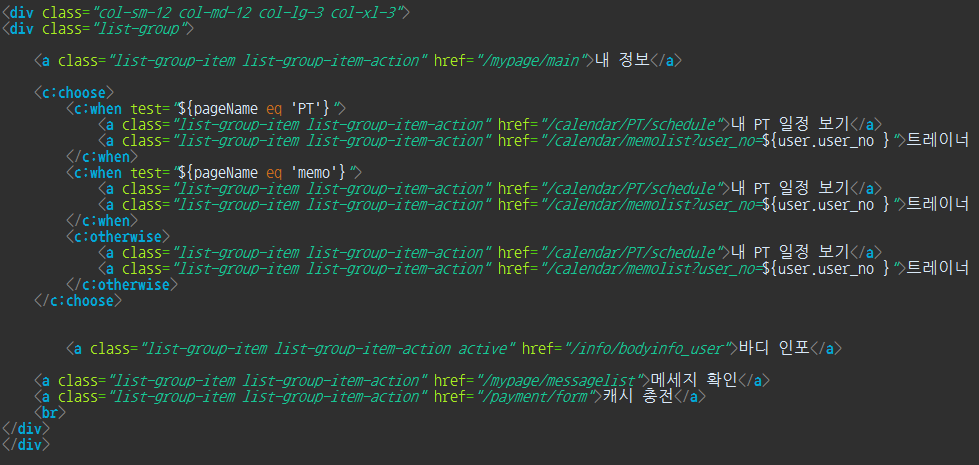 <div class="col-sm-12 col-md-12 col-lg-3 col-xl-3">
<div class="list-group">
<a class="list-group-item list-group-item-action" href="/mypage/main">내 정보</a>
<c:choose>
<c:when test="${pageName eq 'PT'}">
<a class="list-group-item list-group-item-action" href="/calendar/PT/schedule">내 PT 일정 보기</a>
<a class="list-group-item list-group-item-action" href="/calendar/memolist?user_no=${user.user_no }">트레이너
</c:when>
<c:when test="${pageName eq 'memo'}">
<a class="list-group-item list-group-item-action" href="/calendar/PT/schedule">내 PT 일정 보기</a>
<a class="list-group-item list-group-item-action" href="/calendar/memolist?user_no=${user.user_no }">트레이너
</c:when>
<c:otherwise>
<a class="list-group-item list-group-item-action" href="/calendar/PT/schedule">내 PT 일정 보기</a>
<a class="list-group-item list-group-item-action" href="/calendar/memolist?user_no=${user.user_no }">트레이너
</c:otherwise>
</c:choose>
<a class="list-group-item list-group-item-action active" href="/info/bodyinfo_user">바디 인포</a>
<a class="list-group-item list-group-item-action" href="/mypage/messagelist">메세지 확인</a>
<a class="list-group-item list-group-item-action" href="/payment/form">캐시 충전</a>
<br>
</div>
</div>